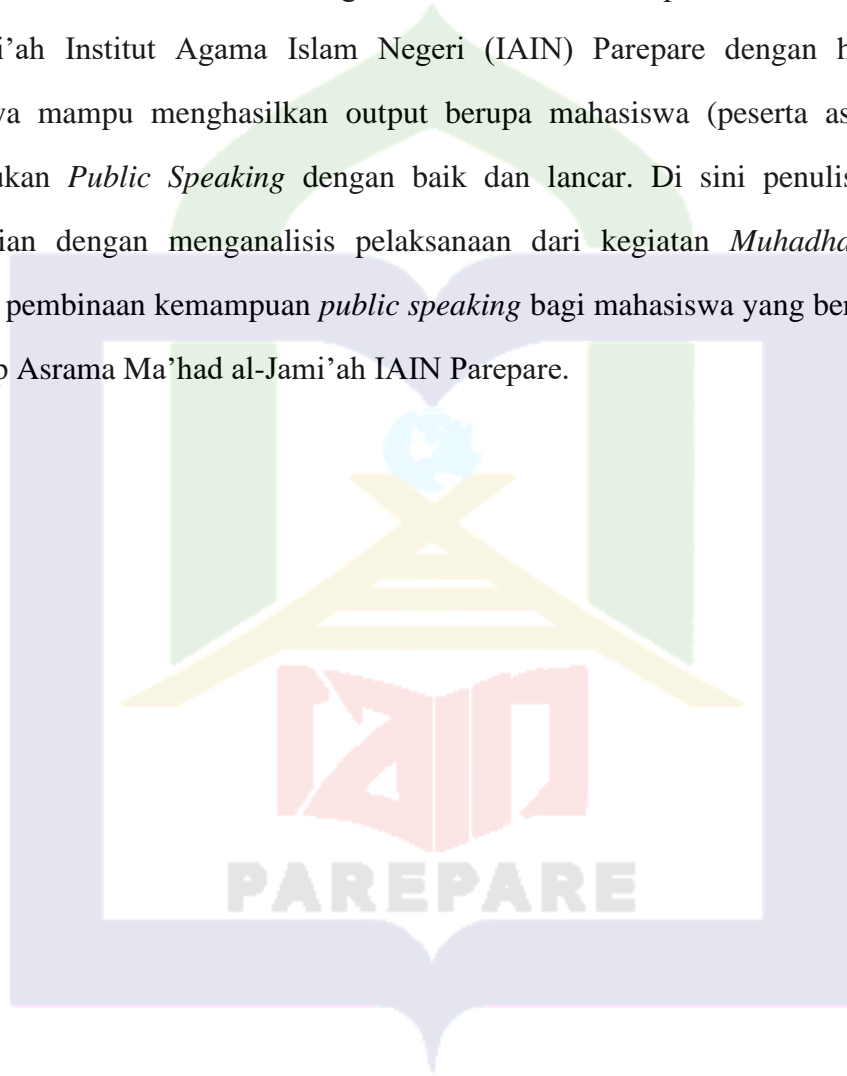 i’ah Institut Agama Islam Negeri (IAIN) Parepare dengan h
ya mampu menghasilkan output berupa mahasiswa (peserta as
ukan Public Speaking dengan baik dan lancar. Di sini penulis
ian dengan menganalisis pelaksanaan dari kegiatan Muhadha
pembinaan kemampuan public speaking bagi mahasiswa yang ber
p Asrama Ma’had al-Jami’ah IAIN Parepare.
iain
PAREPARE